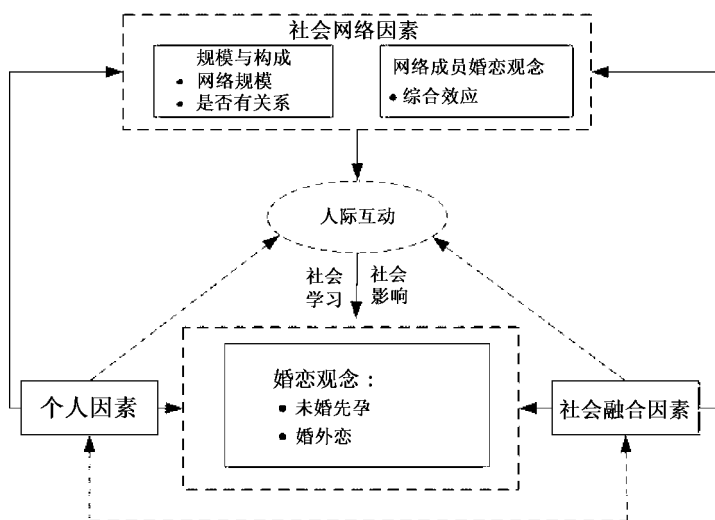 社会网络因素
规模与构成
• 网络规模
• 是否有关系
网络成员婚恋观念
• 综合效应
人际互动
社会
学习
社会
影响
婚恋观念：
• 未婚先孕
• 婚外恋
个人因素
社会融合因素